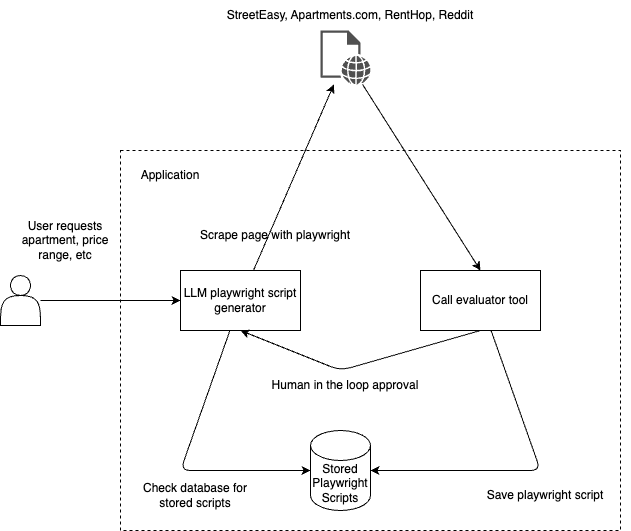 StreetEasy, Apartments.com, RentHop, Reddit
Application
User requests
apartment, price
range, etc
Scrape page with playwright
LLM playwright script
generator
Call evaluator tool
Human in the loop approval
Stored
Playwright
Scripts
Check database for
stored scripts
Save playwright script